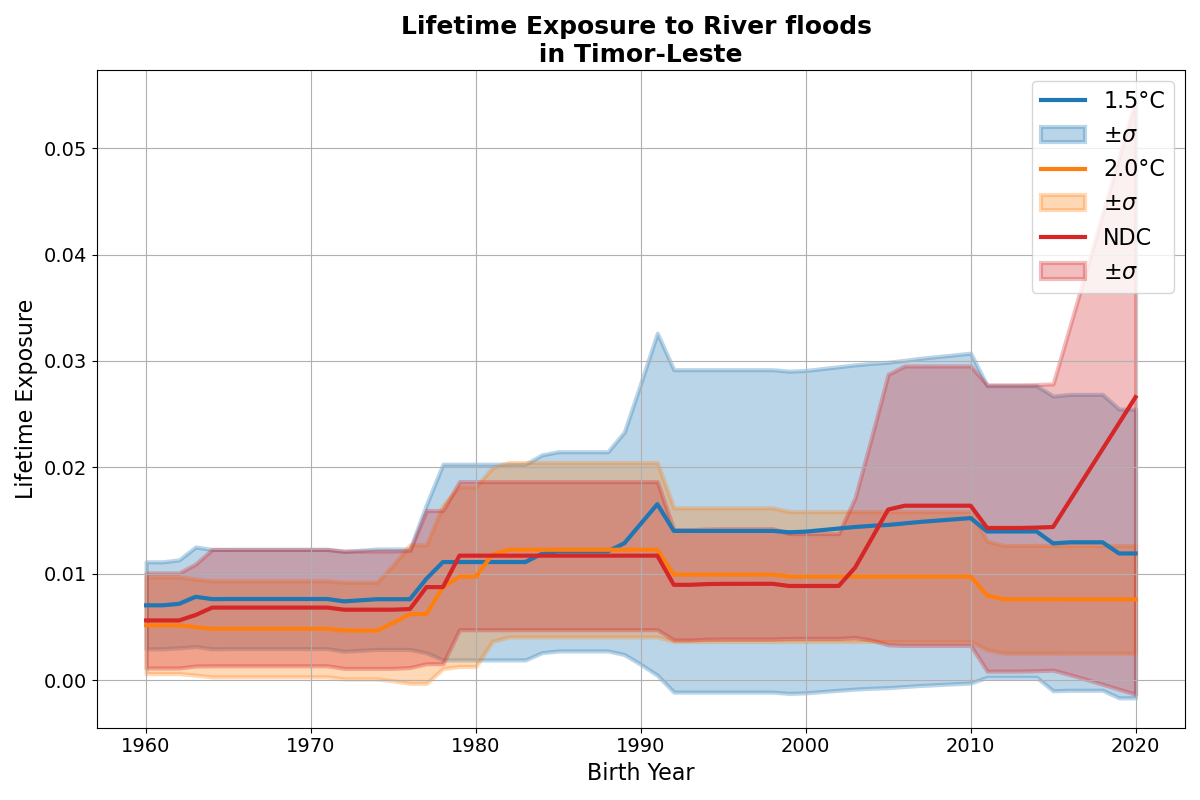 Lifetime Exposure to River floods
in Timor-Leste
1.5°C
±σ
2.0°C
±σ
NDC
±σ
Lifetime Exposure
0.05
0.04
0.03
0.02
0.01
0.00
1960 1970 1980 1990 2000 2010 2020
Birth Year